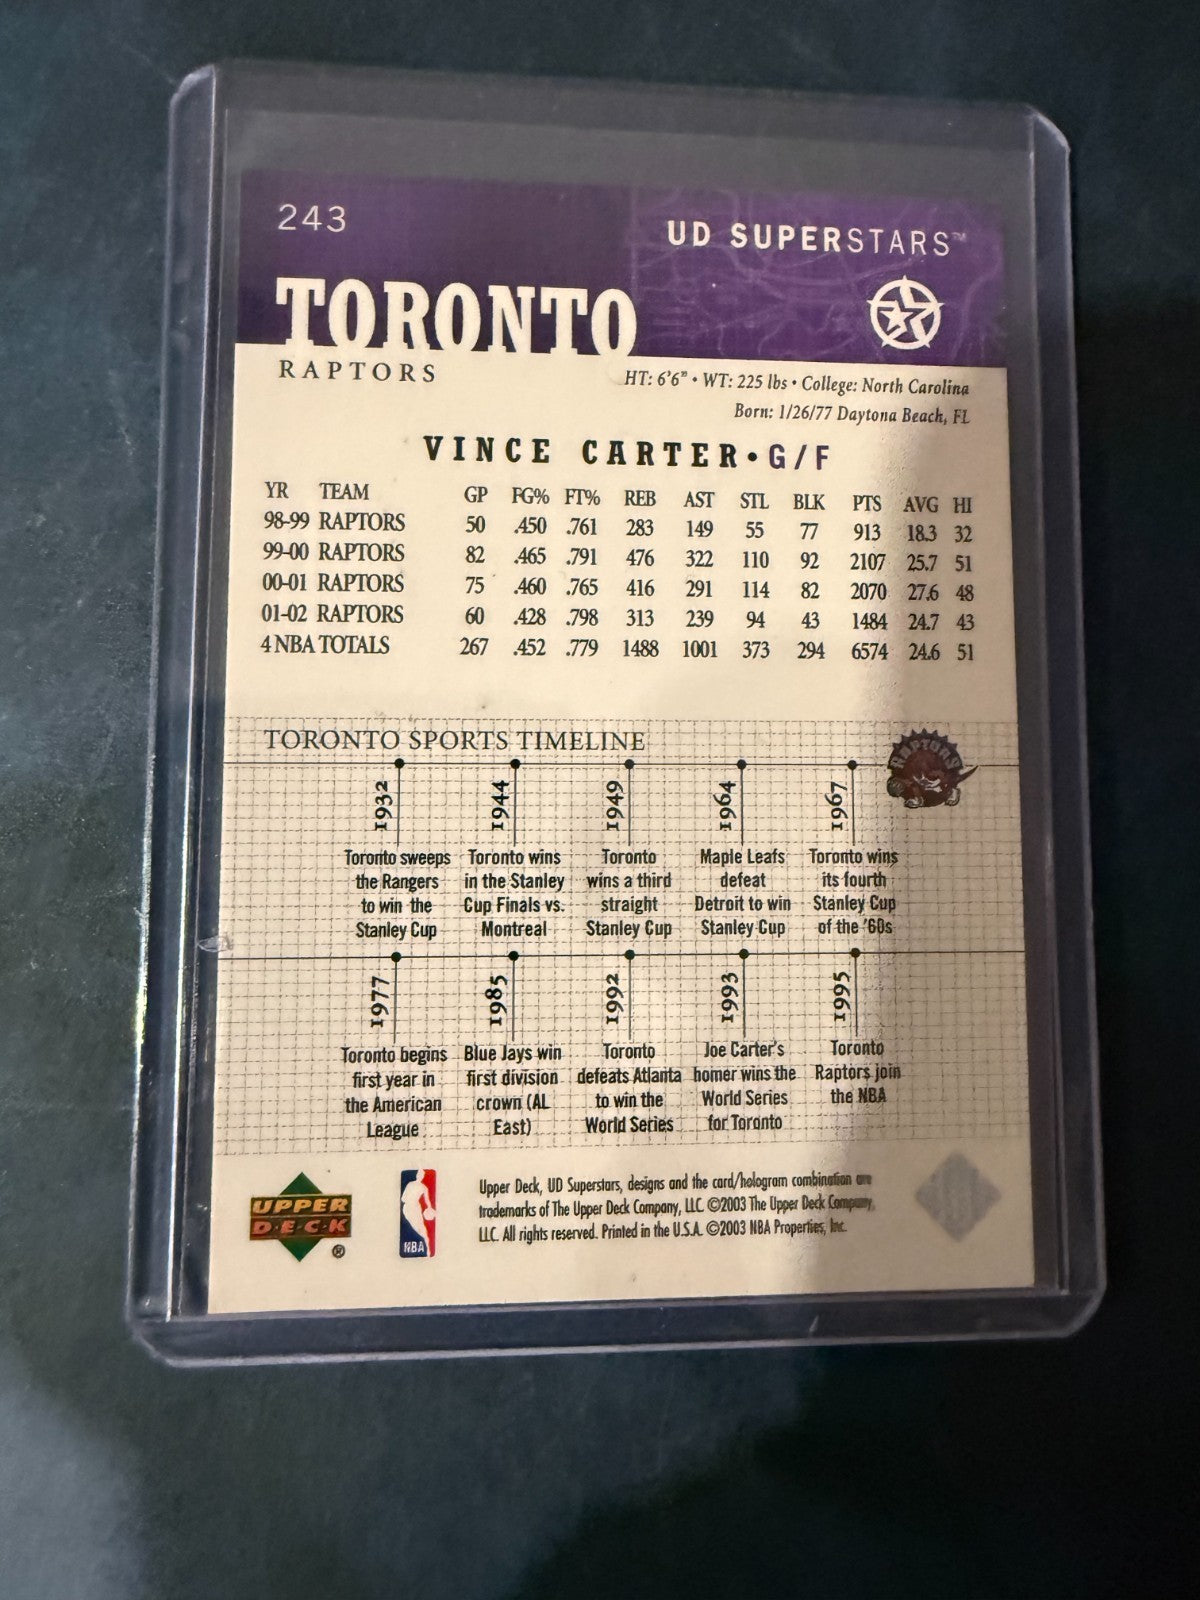 243
UD SUPERSTARS™
TORONTO
RAPTORS
HT: 6'6" • WT: 225 lbs • College: North Carolina
Born: 1/26/77 Daytona Beach, FL
VINCE CARTER • G/F
YR TEAM GP FG% FT% REB AST STL BLK PTS AVG HI
98-99 RAPTORS 50 .450 .761 283 149 55 77 913 18.3 32
99-00 RAPTORS 82 .465 .791 476 322 110 92 2107 25.7 51
00-01 RAPTORS 75 .460 .765 416 291 114 82 2070 27.6 48
01-02 RAPTORS 60 .428 .798 313 239 94 43 1484 24.7 43
4 NBA TOTALS 267 .452 .779 1488 1001 373 294 6574 24.6 51
TORONTO SPORTS TIMELINE
RAPTORS
1932
Toronto sweeps
the Rangers
to win the
Stanley Cup
1944
Toronto wins
in the Stanley
Cup Finals vs.
Montreal
1949
Toronto
wins a third
straight
Stanley Cup
1964
Maple Leafs
defeat
Detroit to win
Stanley Cup
1967
Toronto wins
its fourth
Stanley Cup
of the '60s
1977
Toronto begins
first year in
the American
League
1985
Blue Jays win
first division
crown (AL
East)
1992
Toronto
defeats Atlanta
to win the
World Series
1993
Joe Carter's
homer wins the
World Series
for Toronto
1995
Toronto
Raptors join
the NBA
UPPER
DECK
®
NBA
Upper Deck, UD Superstars, designs and the card/hologram combination are
trademarks of The Upper Deck Company, LLC. ©2003 The Upper Deck Company,
LLC. All rights reserved. Printed in the U.S.A. ©2003 NBA Properties, Inc.